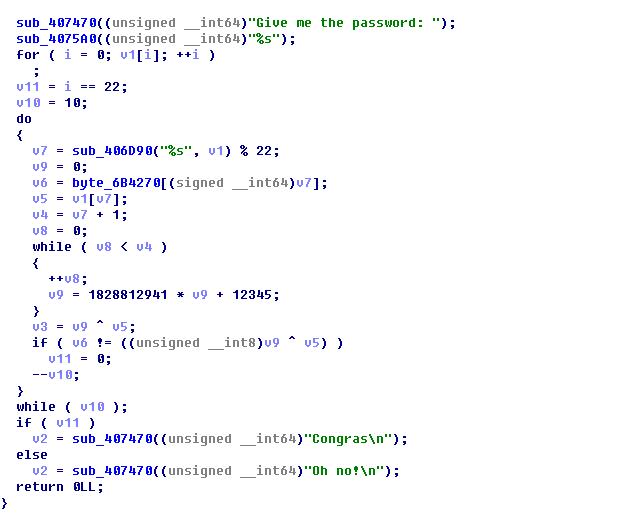 sub_407470((unsigned __int64)"Give me the password: ");
sub_4075A0((unsigned __int64)"%s");
for ( i = 0; v1[i]; ++i )
;
v11 = i == 22;
v10 = 10;
do
{
v7 = sub_406D90("%s", v1) % 22;
v9 = 0;
v6 = byte_6B4270[(signed __int64)v7];
v5 = v1[v7];
v4 = v7 + 1;
v8 = 0;
while ( v8 < v4 )
{
++v8;
v9 = 1828812941 * v9 + 12345;
}
v3 = v9 ^ v5;
if ( v6 != ((unsigned __int8)v9 ^ v5) )
v11 = 0;
--v10;
}
while ( v10 );
if ( v11 )
v2 = sub_407470((unsigned __int64)"Congras\n");
else
v2 = sub_407470((unsigned __int64)"Oh no!\n");
return 0LL;
}